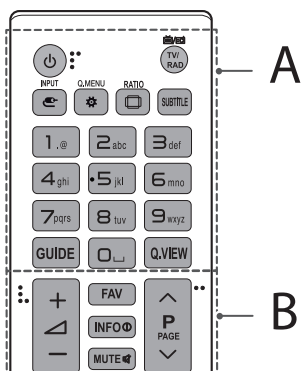 TV/
RAD
INPUT Q.MENU RATIO
SUBTITLE
A
1.@ 2abc 3def
4ghi 5jkl 6mno
7pqrs 8tuv 9wxyz
GUIDE 0 Q.VIEW
FAV
INFO
P
PAGE
MUTE
B